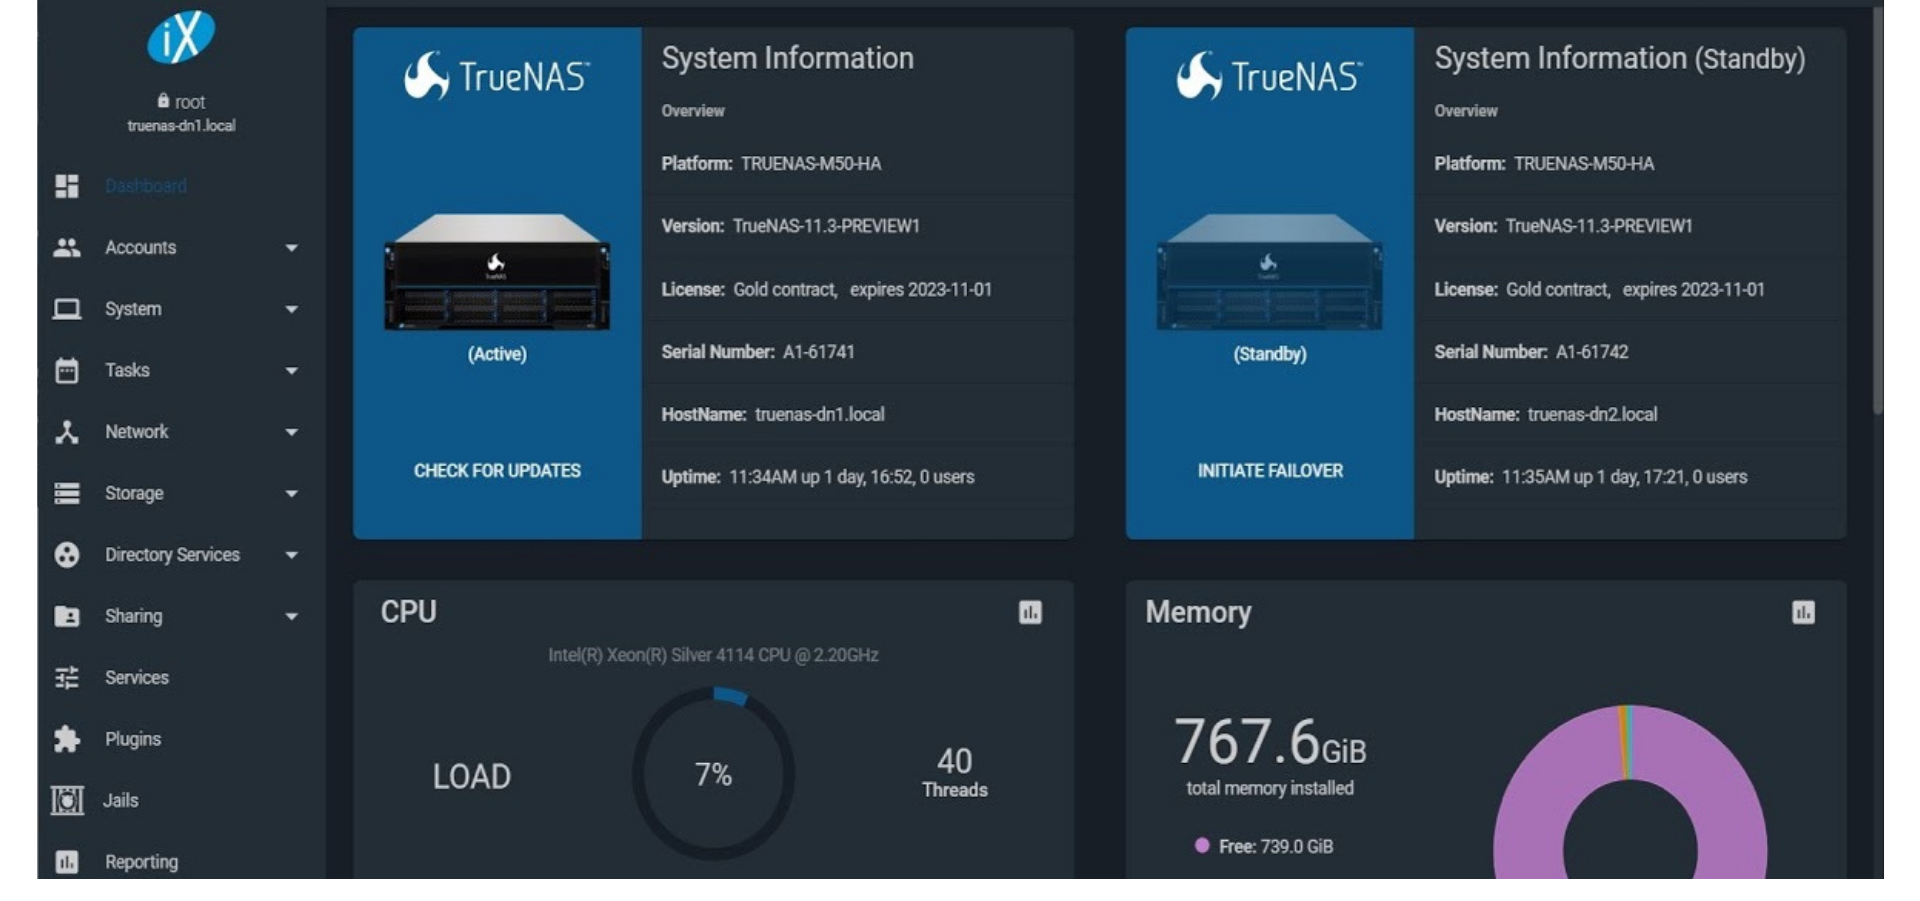 iX
root
truenas-dn1.local
Dashboard
Accounts
System
Tasks
Network
Storage
Directory Services
Sharing
Services
Plugins
Jails
Reporting
TrueNAS
(Active)
CHECK FOR UPDATES
System Information
Overview
Platform: TRUENAS-M50-HA
Version: TrueNAS-11.3-PREVIEW1
License: Gold contract, expires 2023-11-01
Serial Number: A1-61741
HostName: truenas-dn1.local
Uptime: 11:34AM up 1 day, 16:52, 0 users
TrueNAS
(Standby)
INITIATE FAILOVER
System Information (Standby)
Overview
Platform: TRUENAS-M50-HA
Version: TrueNAS-11.3-PREVIEW1
License: Gold contract, expires 2023-11-01
Serial Number: A1-61742
HostName: truenas-dn2.local
Uptime: 11:35AM up 1 day, 17:21, 0 users
CPU
Intel(R) Xeon(R) Silver 4114 CPU @ 2.20GHz
LOAD
7%
40
Threads
Memory
767.6GiB
total memory installed
Free: 739.0 GiB